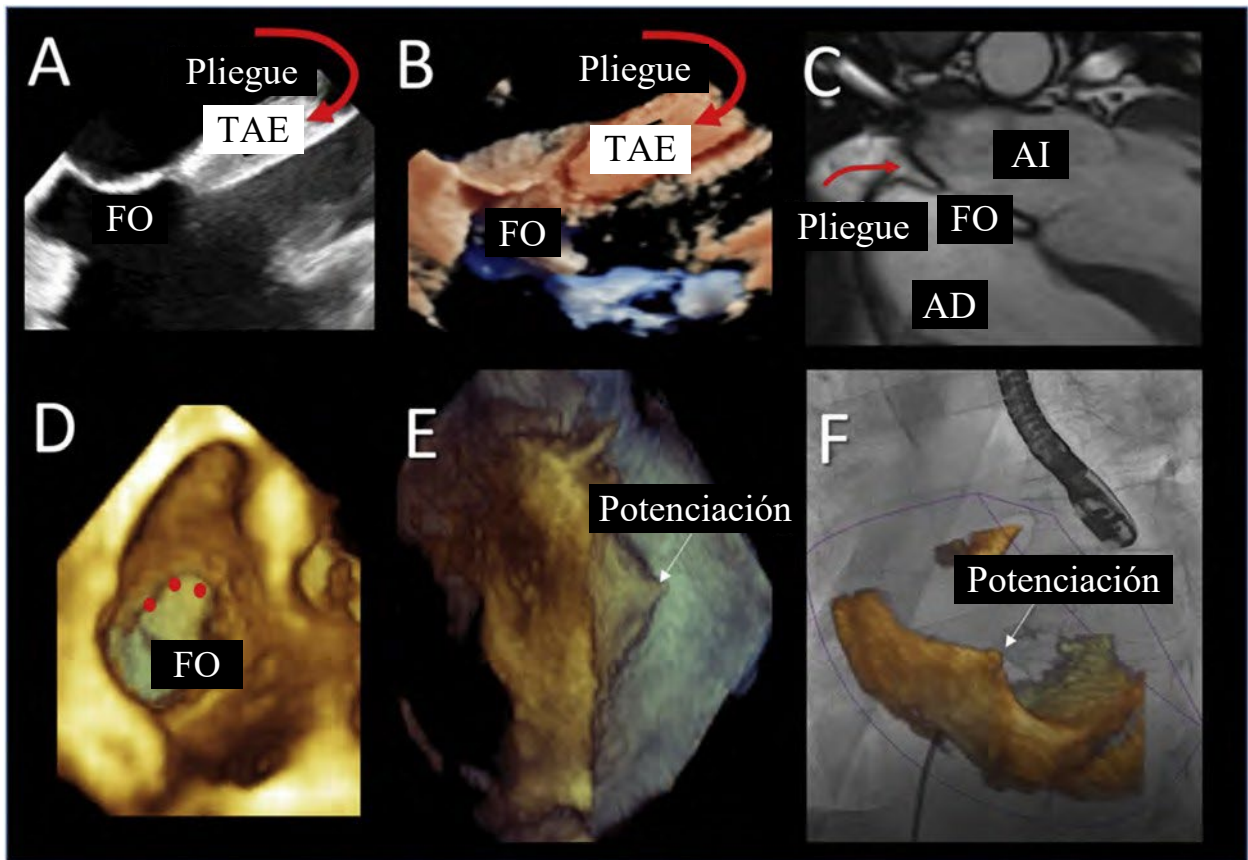 A
Pliegue
TAE
FO
B
Pliegue
TAE
FO
C
AI
Pliegue
FO
AD
D
FO
E
Potenciación
F
Potenciación